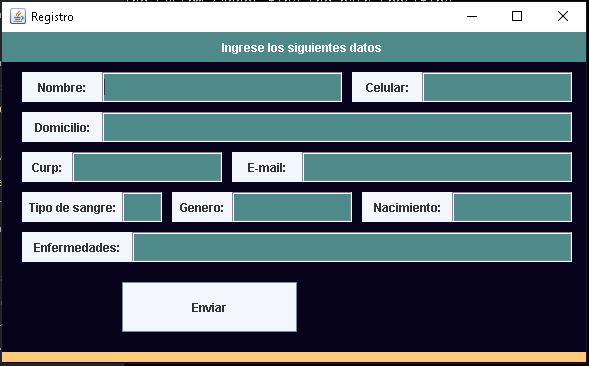 Registro
Ingrese los siguientes datos
Nombre: Celular:
Domicilio:
Curp: E-mail:
Tipo de sangre: Genero: Nacimiento:
Enfermedades:
Enviar